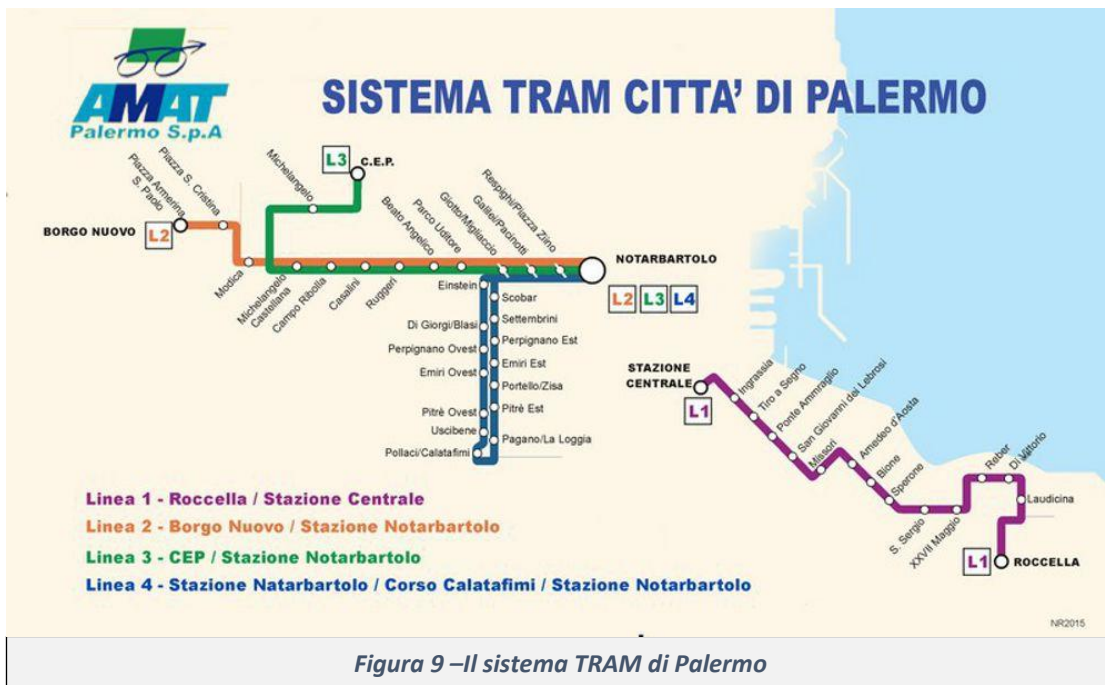 AMAT
Palermo S.p.A
SISTEMA TRAM CITTA' DI PALERMO
L3
C.E.P.
Michelangelo
Piazza S. Cristina
Piazza Armerina
S. Paolo
BORGO NUOVO
L2
Modica
Michelangelo
Castellana
Campo Ribolla
Casalini
Ruggeri
Beato Angelico
Parco Uditore
Giotto/Migliaccio
Galilei/Pacinotti
Respighi/Piazza Ziino
NOTARBARTOLO
L2 L3 L4
Einstein
Di Giorgi/Blasi
Perpignano Ovest
Emiri Ovest
Pitrè Ovest
Uscibene
Pollaci/Calatafimi
Scobar
Settembrini
Perpignano Est
Emiri Est
Portello/Zisa
Pitrè Est
Pagano/La Loggia
STAZIONE
CENTRALE
L1
Ingrassia
Tiro a Segno
Ponte Ammraglio
San Giovanni dei Lebrosi
Missori
Amedeo d'Aosta
Bione
Sperone
S. Sergio
XXVII Maggio
Reber
Di Vittorio
Laudicina
L1
ROCCELLA
Linea 1 - Roccella / Stazione Centrale
Linea 2 - Borgo Nuovo / Stazione Notarbartolo
Linea 3 - CEP / Stazione Notarbartolo
Linea 4 - Stazione Natarbartolo / Corso Calatafimi / Stazione Notarbartolo
NR2015
Figura 9 –Il sistema TRAM di Palermo